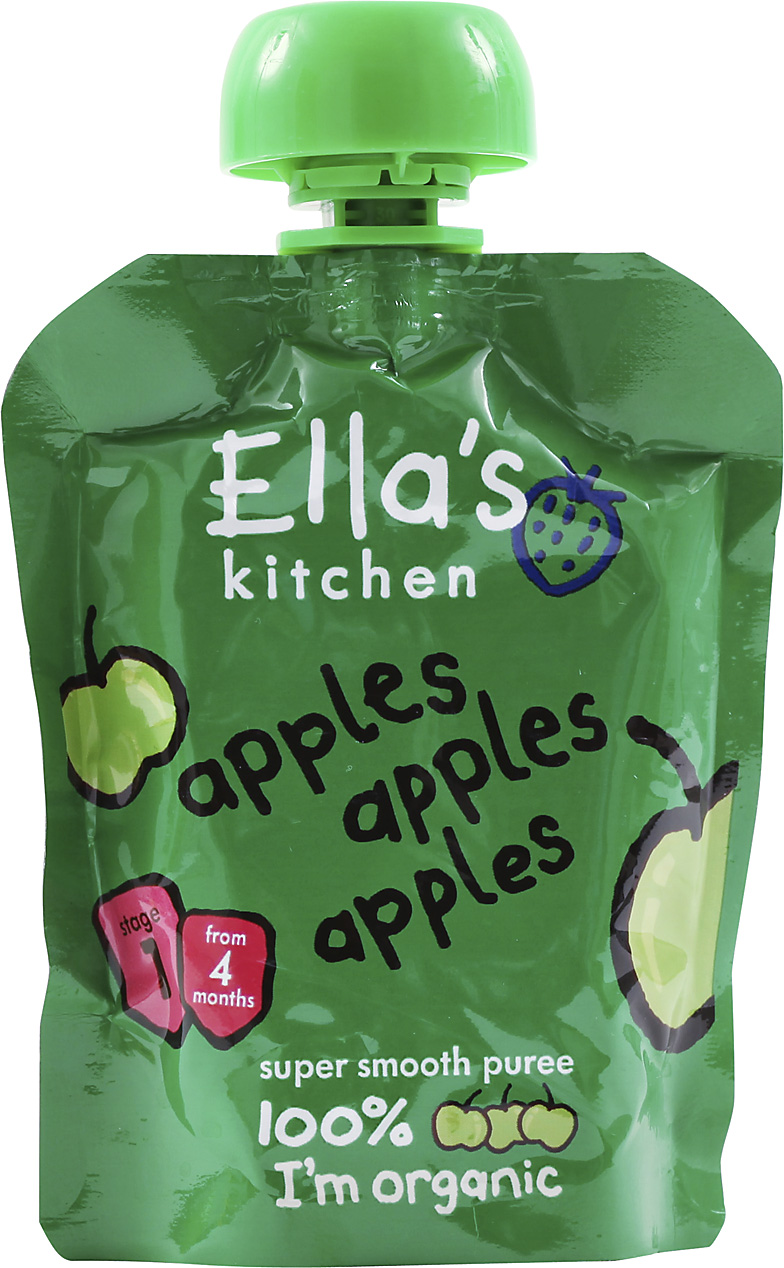 Ella's
kitchen
apples
apples
apples
stage
1
from
4
months
super smooth puree
100%
I'm organic